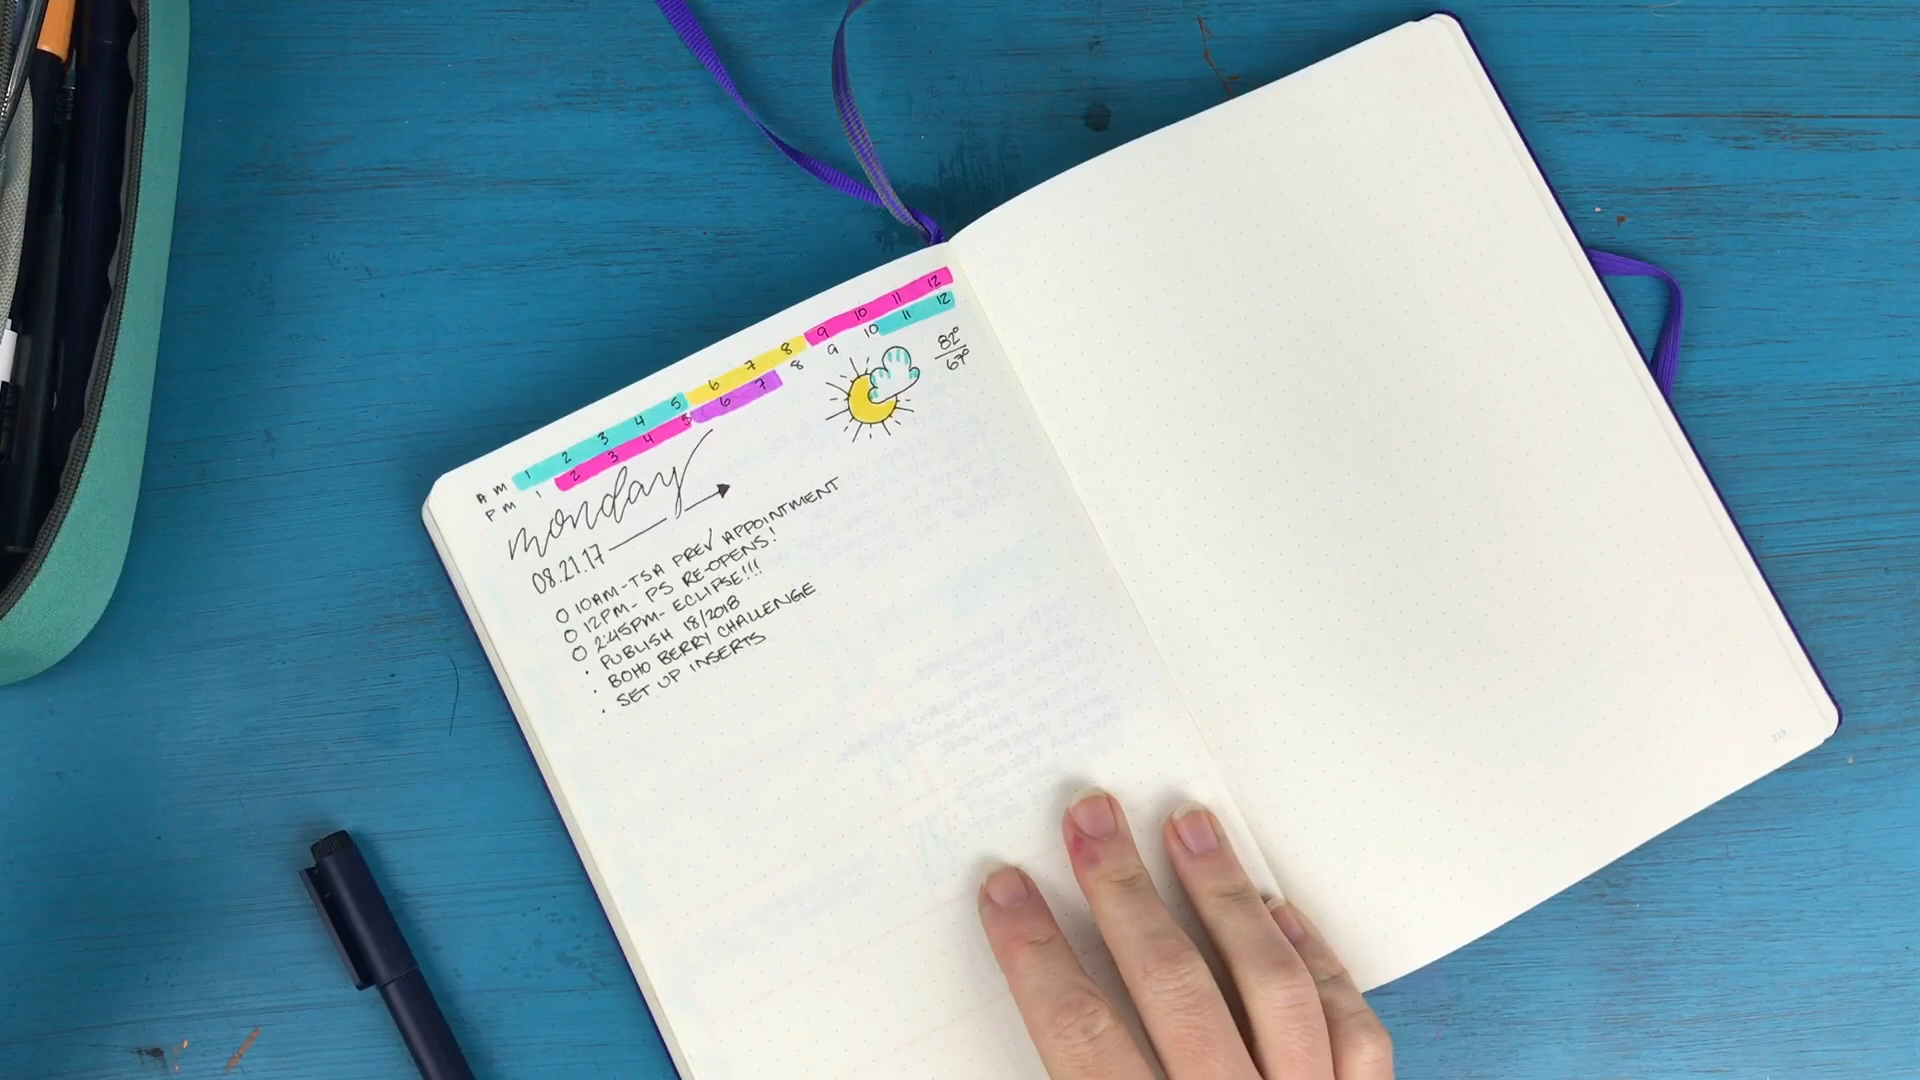 AM 1 2 3 4 5 6 7 8 9 10 11 12
PM 1 2 3 4 5 6 7 8 9 10 11 12
82°
67°
monday
08.21.17
10AM-TSA PREV APPOINTMENT
12PM- PS RE-OPENS!
2:45PM- ECLIPSE!!!
· PUBLISH 18/2018
· BOHO BERRY CHALLENGE
· SET UP INSERTS